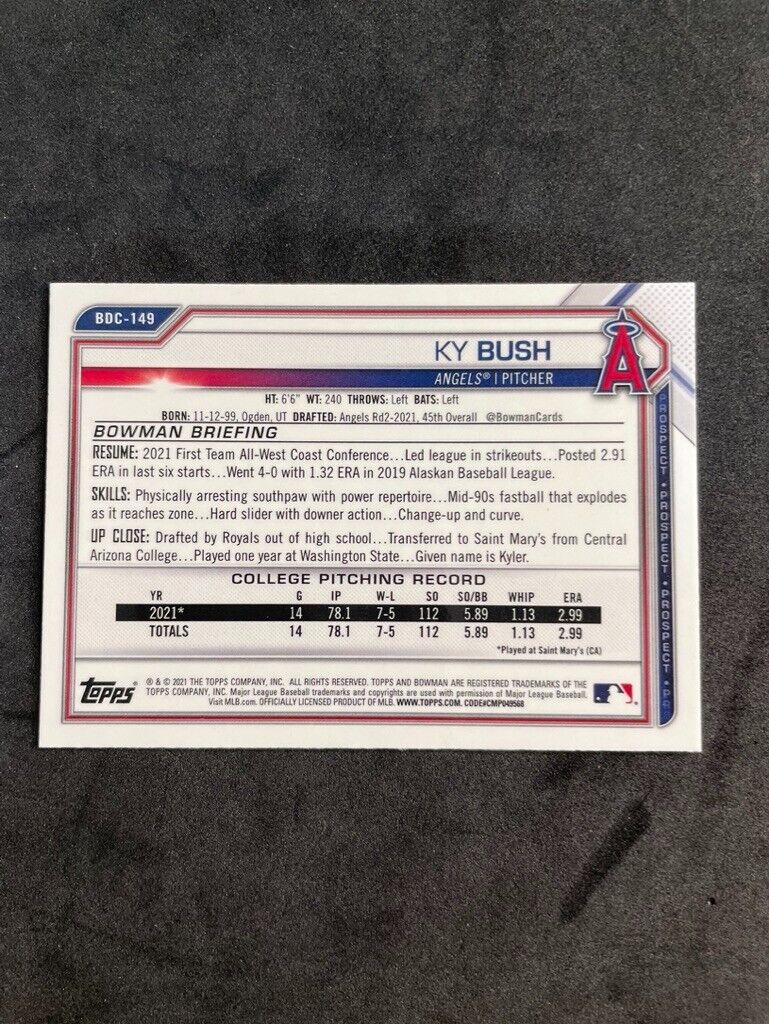 BDC-149
KY BUSH
ANGELS® | PITCHER
HT: 6'6" WT: 240 THROWS: Left BATS: Left
BORN: 11-12-99, Ogden, UT DRAFTED: Angels Rd2-2021, 45th Overall @BowmanCards
BOWMAN BRIEFING
RESUME: 2021 First Team All-West Coast Conference...Led league in strikeouts...Posted 2.91
ERA in last six starts...Went 4-0 with 1.32 ERA in 2019 Alaskan Baseball League.
SKILLS: Physically arresting southpaw with power repertoire...Mid-90s fastball that explodes
as it reaches zone...Hard slider with downer action...Change-up and curve.
UP CLOSE: Drafted by Royals out of high school...Transferred to Saint Mary's from Central
Arizona College...Played one year at Washington State...Given name is Kyler.
COLLEGE PITCHING RECORD
YR G IP W-L SO SO/BB WHIP ERA
2021* 14 78.1 7-5 112 5.89 1.13 2.99
TOTALS 14 78.1 7-5 112 5.89 1.13 2.99
*Played at Saint Mary's (CA)
topps®
® & © 2021 THE TOPPS COMPANY, INC. ALL RIGHTS RESERVED. TOPPS AND BOWMAN ARE REGISTERED TRADEMARKS OF THE
TOPPS COMPANY, INC. Major League Baseball trademarks and copyrights are used with permission of Major League Baseball.
Visit MLB.com. OFFICIALLY LICENSED PRODUCT OF MLB. WWW.TOPPS.COM. CODE#CMP049568
PROSPECT • PROSPECT • PROSPECT • PR
A